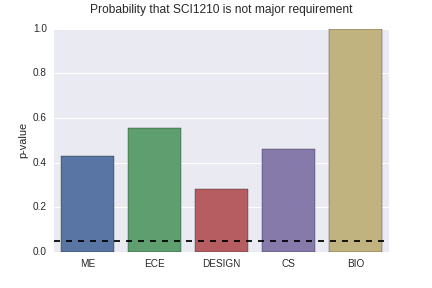 Probability that SCI1210 is not major requirement
1.0
0.8
0.6
0.4
0.2
0.0
p-value
ME ECE DESIGN CS BIO